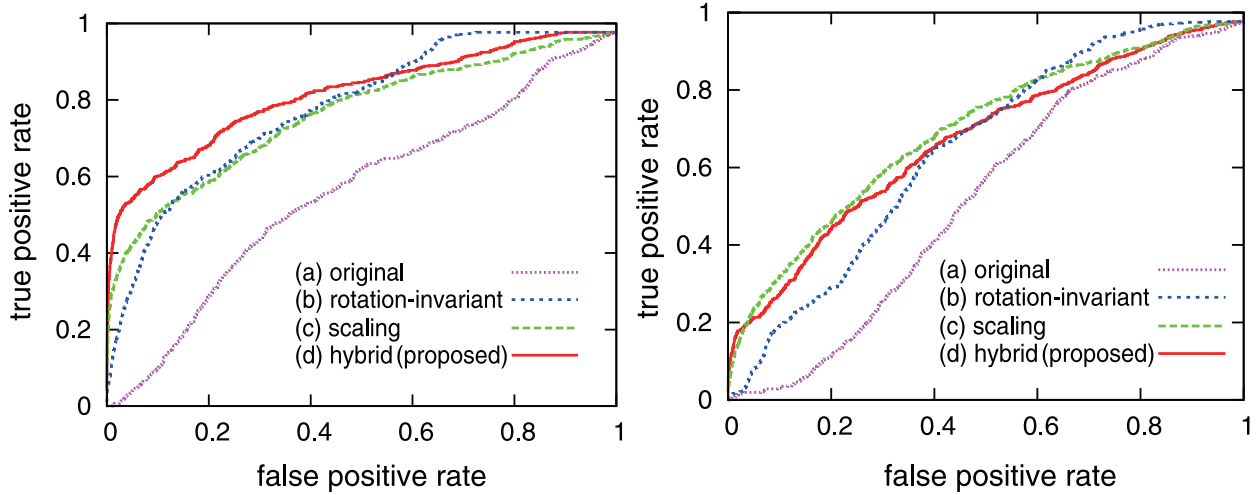 1
0.8
0.6
0.4
0.2
0
true positive rate
(a) original
(b) rotation-invariant
(c) scaling
(d) hybrid (proposed)
0 0.2 0.4 0.6 0.8 1
false positive rate
1
0.8
0.6
0.4
0.2
0
true positive rate
(a) original
(b) rotation-invariant
(c) scaling
(d) hybrid (proposed)
0 0.2 0.4 0.6 0.8 1
false positive rate